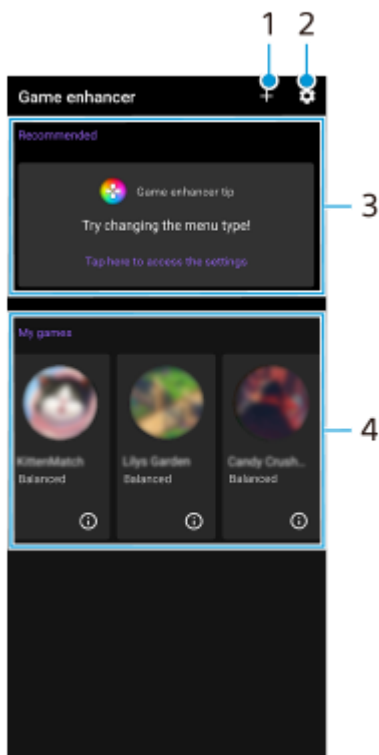 1 2
Game enhancer
Recommended
Game enhancer tip
Try changing the menu type!
Tap here to access the settings
3
My games
KittenMatch Lilys Garden Candy Crush...
Balanced Balanced Balanced
4